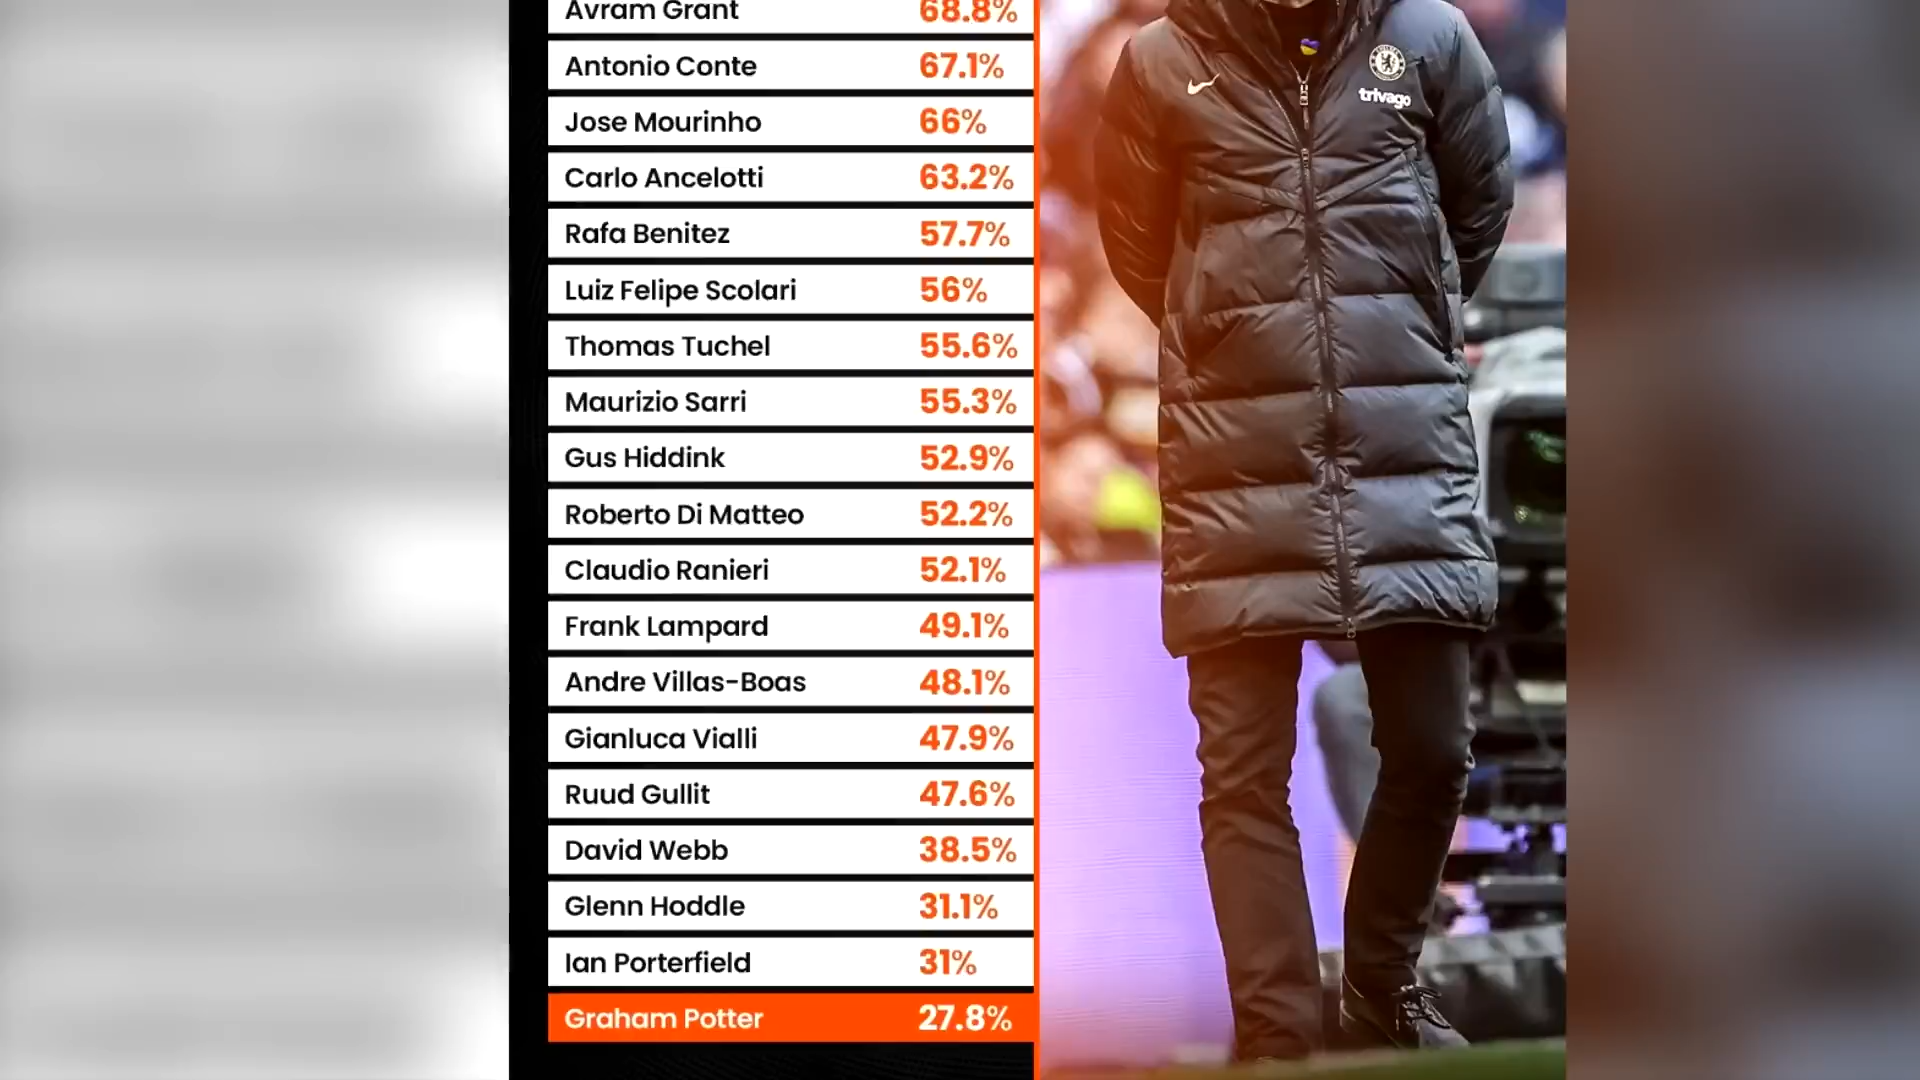 Avram Grant 68.8%
Antonio Conte 67.1%
Jose Mourinho 66%
Carlo Ancelotti 63.2%
Rafa Benitez 57.7%
Luiz Felipe Scolari 56%
Thomas Tuchel 55.6%
Maurizio Sarri 55.3%
Gus Hiddink 52.9%
Roberto Di Matteo 52.2%
Claudio Ranieri 52.1%
Frank Lampard 49.1%
Andre Villas-Boas 48.1%
Gianluca Vialli 47.9%
Ruud Gullit 47.6%
David Webb 38.5%
Glenn Hoddle 31.1%
Ian Porterfield 31%
Graham Potter 27.8%
trivago